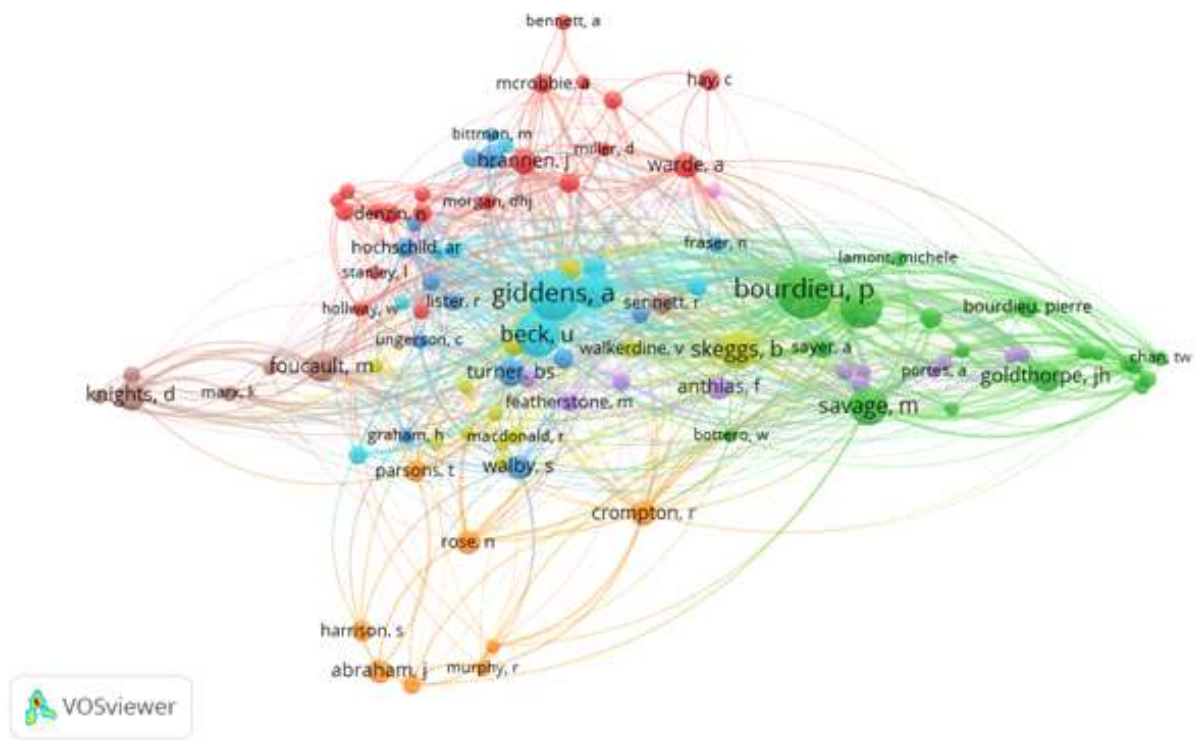 bennett, a
mcrobbie, a
hay, c
bittman, m
brannen, j
miller, d
warde, a
morgan, dhj
denzin, n
hochschild, ar
fraser, n
lamont, michele
stanley, l
giddens, a
bourdieu, p
hollway, w
lister, r
sennett, r
bourdieu, pierre
beck, u
ungerson, c
walkerdine, v
skeggs, b
sayer, a
chan, tw
foucault, m
turner, bs
portes, a
goldthorpe, jh
knights, d
marx, k
featherstone, m
anthias, f
savage, m
graham, h
macdonald, r
bottero, w
parsons, t
walby, s
crompton, r
rose, n
harrison, s
abraham, j
murphy, r
VOSviewer